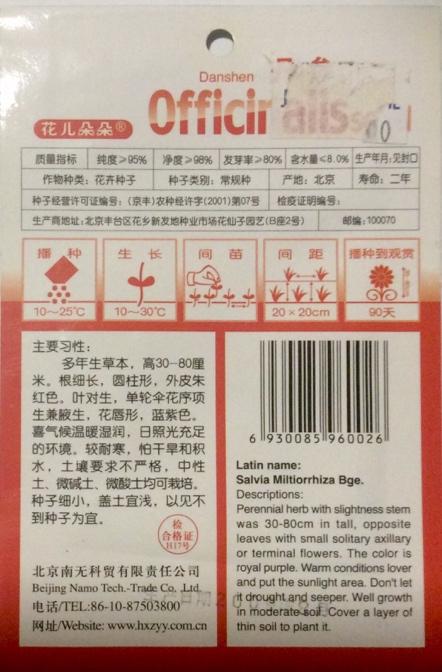 Danshen
花儿朵朵®
质量指标 纯度≥95% 净度≥98% 发芽率≥80% 含水量≤8.0% 生产年月:见封口
作物种类: 花卉种子 种子类别: 常规种 产地: 北京 寿命: 二年
种子经营许可证编号: (京丰)农种经许字(2001)第07号 检疫证明编号:
生产商地址:北京丰台区花乡新发地种业市场花仙子园艺(B座2号) 邮编:100070
播种 生长 间苗 间距 播种到观赏
10~25℃ 10~30℃ 20×20cm 90天
主要习性:
多年生草本，高30-80厘
米。根细长，圆柱形，外皮朱
红色。叶对生，单轮伞花序项
生兼腋生，花唇形，蓝紫色。
喜气候温暖湿润，日照光充足
的环境。较耐寒，怕干旱和积
水，土壤要求不严格，中性
土、微碱土、微酸土均可栽培。
种子细小，盖土宜浅，以见不
到种子为宜。
检
合格证
H17号
北京南无科贸有限责任公司
Beijing Namo Tech.-Trade Co,.Ltd
电话/TEL:86-10-87503800
网址/Website: www.hxzyy.com.cn
6 930085 960026
Latin name:
Salvia Miltiorrhiza Bge.
Descriptions:
Perennial herb with slightness stem
was 30-80cm in tall, opposite
leaves with small solitary axillary
or terminal flowers. The color is
royal purple. Warm conditions lover
and put the sunlight area. Don't let
it drought and seeper. Well growth
in moderate soil. Cover a layer of
thin soil to plant it.